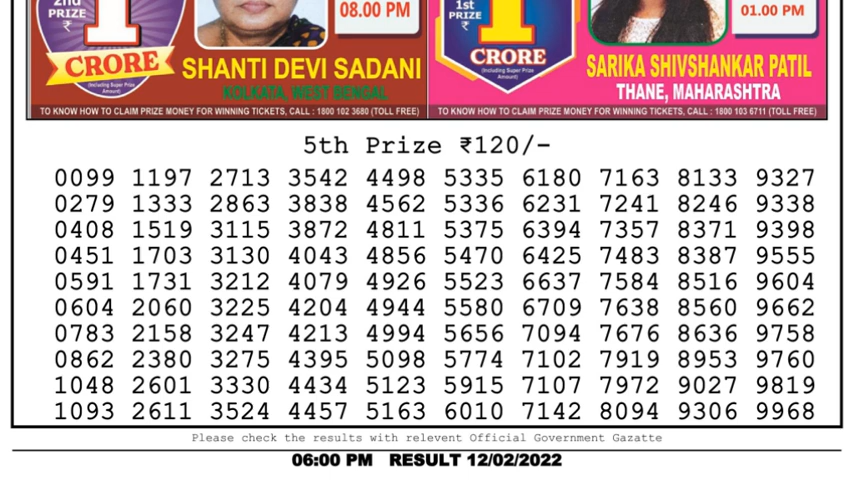 2nd
PRIZE
₹
1
CRORE
(Including Super Prize
Amount)
08.00 PM
SHANTI DEVI SADANI
KOLKATA, WEST BENGAL
TO KNOW HOW TO CLAIM PRIZE MONEY FOR WINNING TICKETS, CALL : 1800 102 3680 (TOLL FREE)
1st
PRIZE
₹
1
CRORE
(Including Super Prize
Amount)
01.00 PM
SARIKA SHIVSHANKAR PATIL
THANE, MAHARASHTRA
TO KNOW HOW TO CLAIM PRIZE MONEY FOR WINNING TICKETS, CALL : 1800 103 6711 (TOLL FREE)
5th Prize ₹120/-
0099 1197 2713 3542 4498 5335 6180 7163 8133 9327
0279 1333 2863 3838 4562 5336 6231 7241 8246 9338
0408 1519 3115 3872 4811 5375 6394 7357 8371 9398
0451 1703 3130 4043 4856 5470 6425 7483 8387 9555
0591 1731 3212 4079 4926 5523 6637 7584 8516 9604
0604 2060 3225 4204 4944 5580 6709 7638 8560 9662
0783 2158 3247 4213 4994 5656 7094 7676 8636 9758
0862 2380 3275 4395 5098 5774 7102 7919 8953 9760
1048 2601 3330 4434 5123 5915 7107 7972 9027 9819
1093 2611 3524 4457 5163 6010 7142 8094 9306 9968
Please check the results with relevent Official Government Gazatte
06:00 PM RESULT 12/02/2022